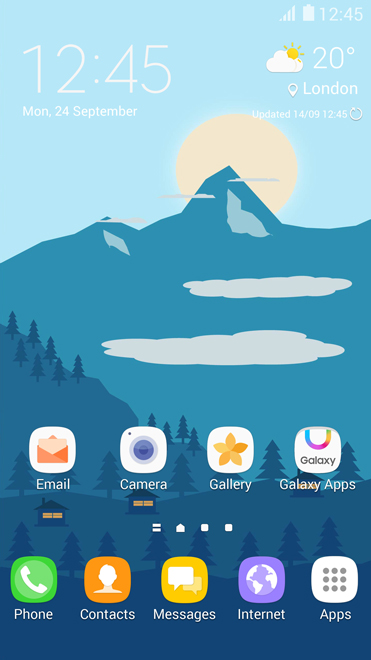 12:45
12:45
20°
London
Mon, 24 September
Updated 14/09 12:45
Galaxy
Email
Camera
Gallery
Galaxy Apps
Phone
Contacts
Messages
Internet
Apps